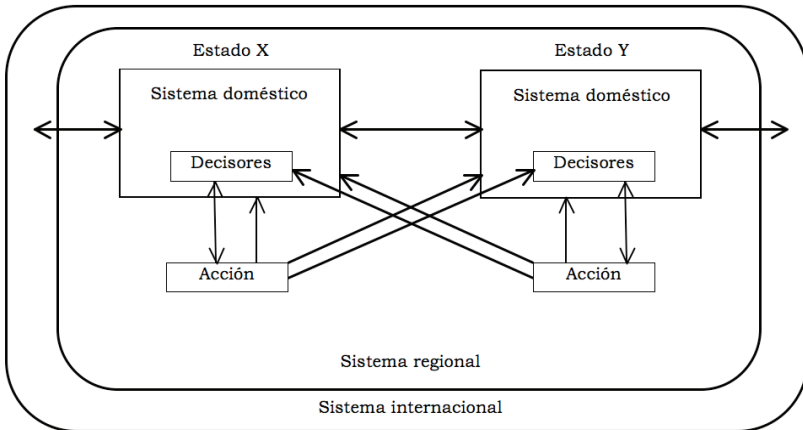 Estado X
Estado Y
Sistema doméstico
Sistema doméstico
Decisores
Decisores
Acción
Acción
Sistema regional
Sistema internacional